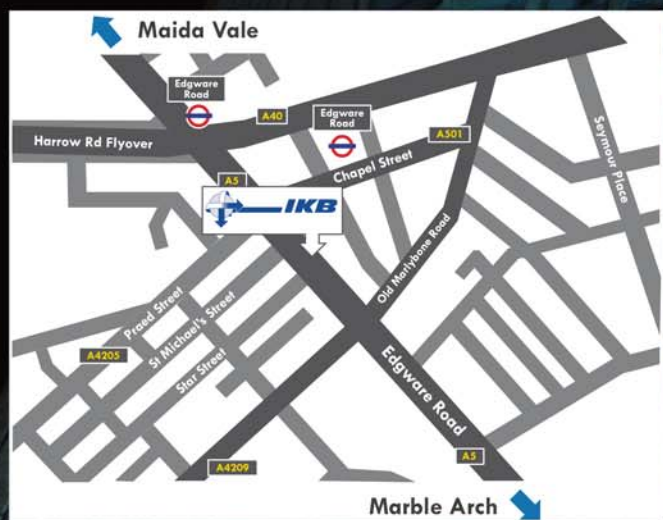 Maida Vale
Edgware
Road
A40
Edgware
Road
A501
Harrow Rd Flyover
Chapel Street
Seymour Place
A5
IKB
Old Marlybone Road
Praed Street
St Michael's Street
A4205
Star Street
Edgware Road
A5
A4209
Marble Arch